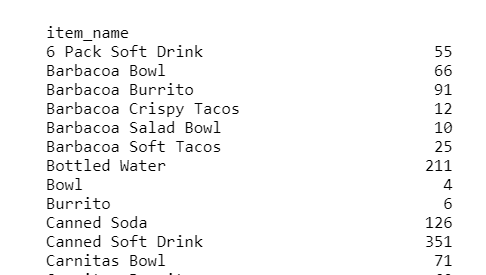 item_name
6 Pack Soft Drink 55
Barbacoa Bowl 66
Barbacoa Burrito 91
Barbacoa Crispy Tacos 12
Barbacoa Salad Bowl 10
Barbacoa Soft Tacos 25
Bottled Water 211
Bowl 4
Burrito 6
Canned Soda 126
Canned Soft Drink 351
Carnitas Bowl 71